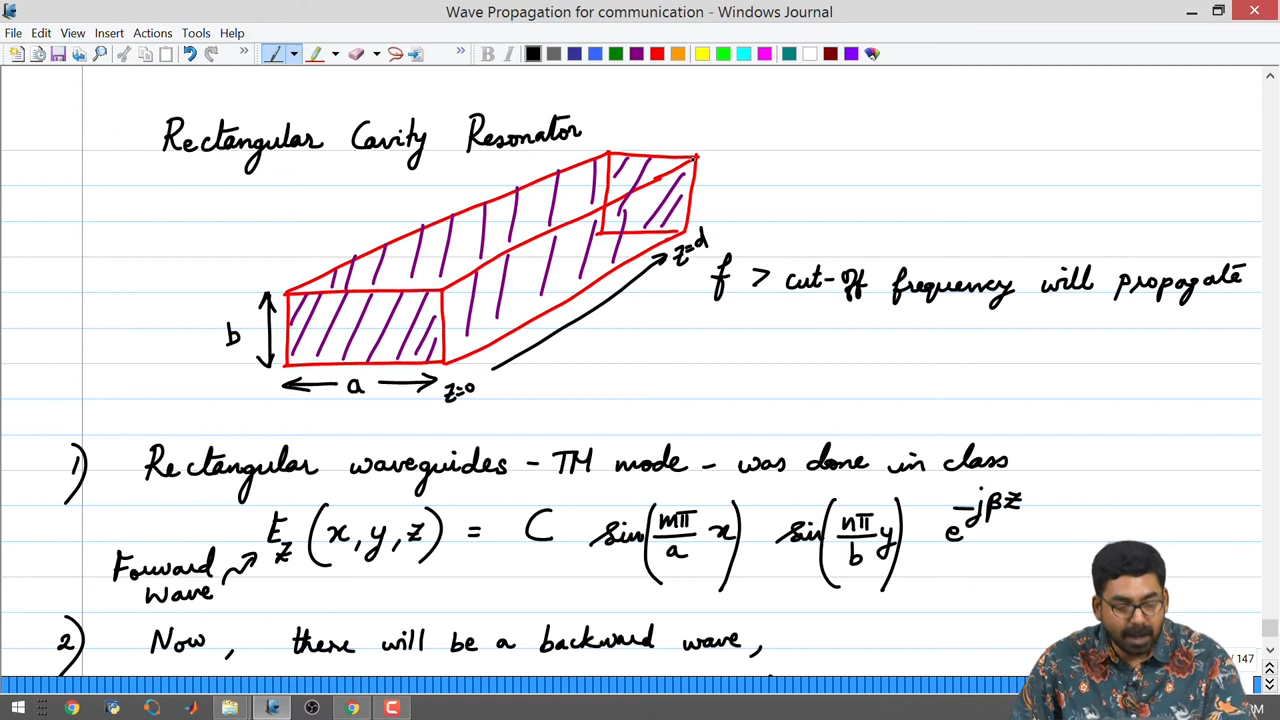 Wave Propagation for communication - Windows Journal
File Edit View Insert Actions Tools Help
Rectangular Cavity Resonator
z=d
f > cut-off frequency will propagate
b
a
z=0
1) Rectangular waveguides - TM mode - was done in class
E_z (x, y, z) = C sin(mπ/a x) sin(nπ/b y) e^{-jβz}
Forward
Wave
2) Now, there will be a backward wave,
/ 147
PM